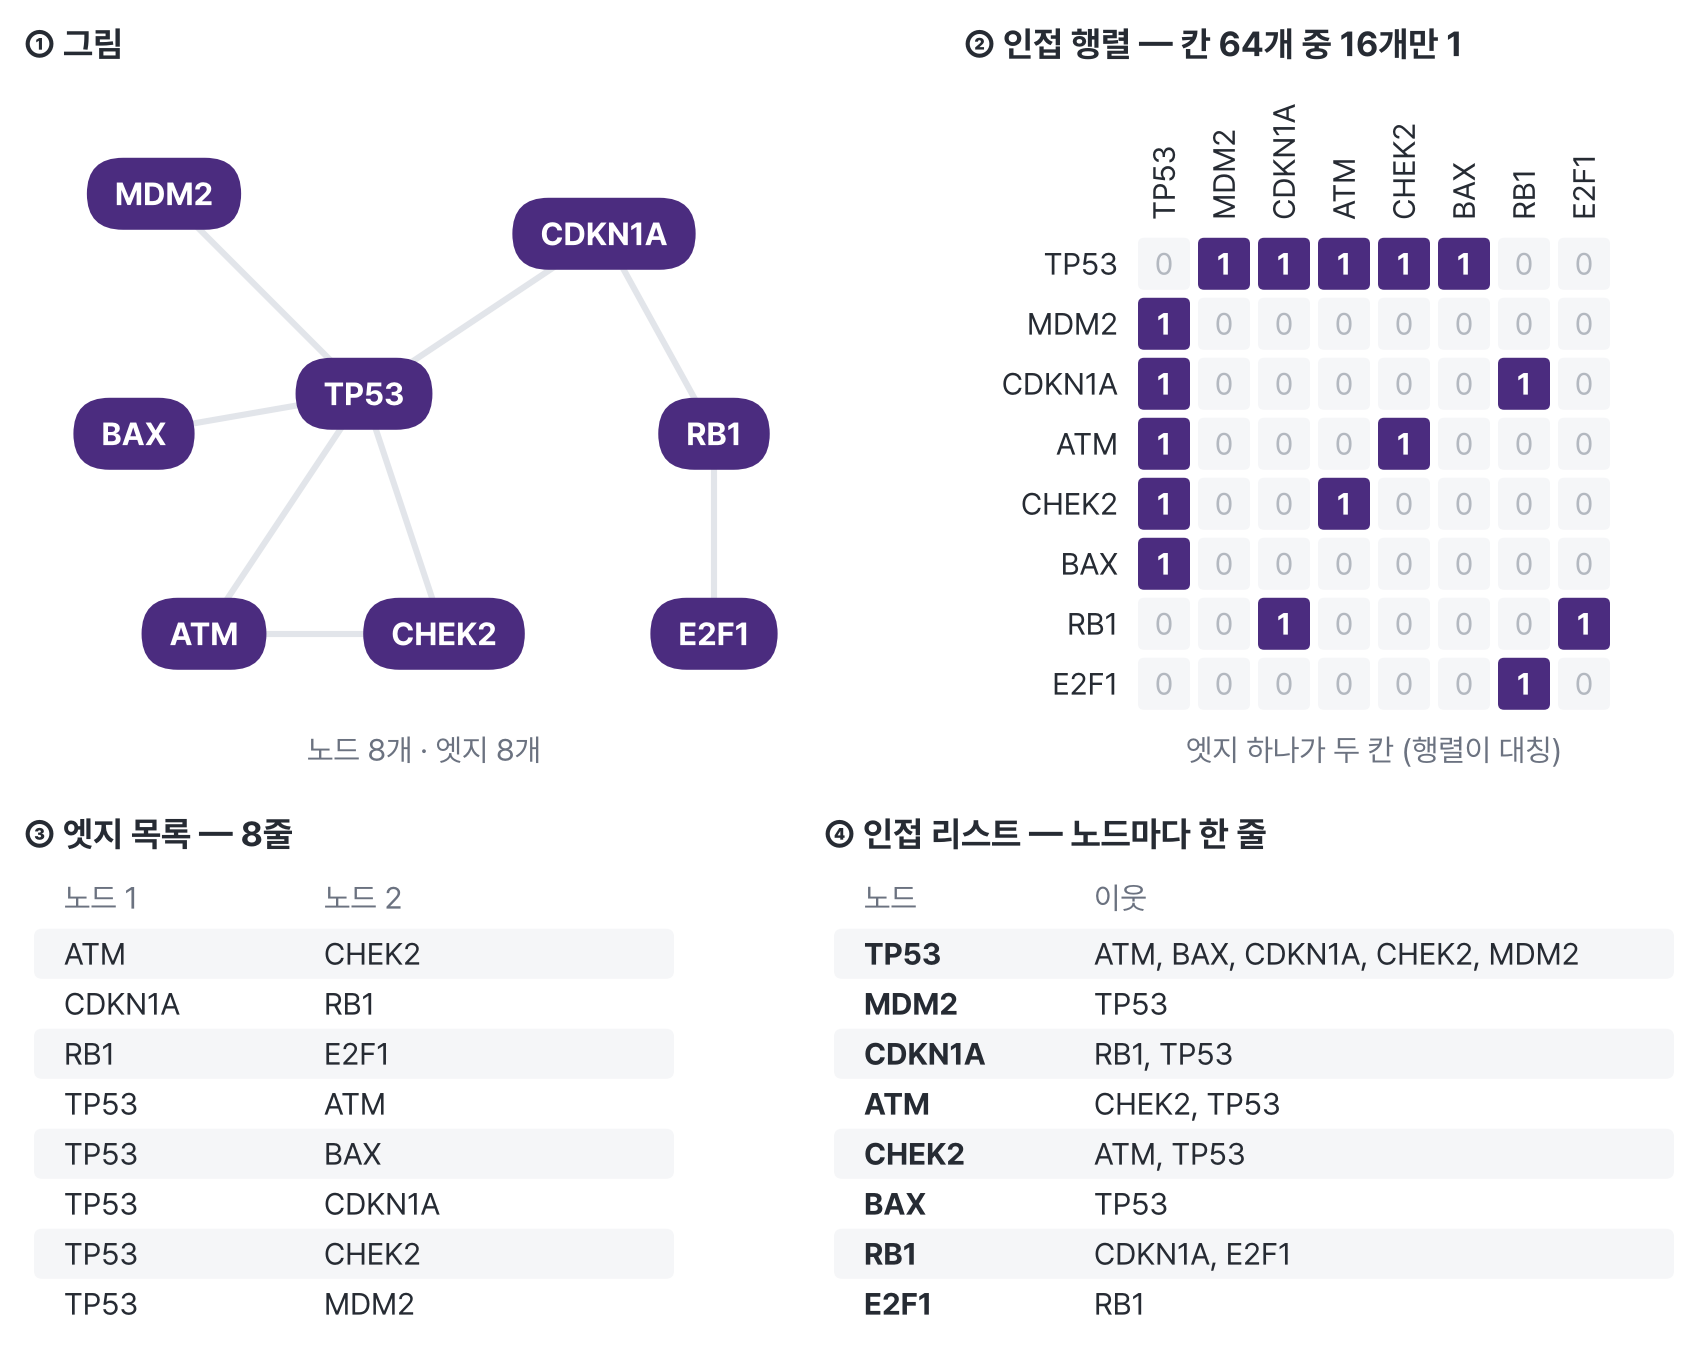 ① 그림
MDM2
CDKN1A
TP53
BAX
RB1
ATM
CHEK2
E2F1
노드 8개 · 엣지 8개
② 인접 행렬 — 칸 64개 중 16개만 1
TP53 MDM2 CDKN1A ATM CHEK2 BAX RB1 E2F1
TP53 0 1 1 1 1 1 0 0
MDM2 1 0 0 0 0 0 0 0
CDKN1A 1 0 0 0 0 0 1 0
ATM 1 0 0 0 1 0 0 0
CHEK2 1 0 0 1 0 0 0 0
BAX 1 0 0 0 0 0 0 0
RB1 0 0 1 0 0 0 0 1
E2F1 0 0 0 0 0 0 1 0
엣지 하나가 두 칸 (행렬이 대칭)
③ 엣지 목록 — 8줄
노드 1 노드 2
ATM CHEK2
CDKN1A RB1
RB1 E2F1
TP53 ATM
TP53 BAX
TP53 CDKN1A
TP53 CHEK2
TP53 MDM2
④ 인접 리스트 — 노드마다 한 줄
노드 이웃
TP53 ATM, BAX, CDKN1A, CHEK2, MDM2
MDM2 TP53
CDKN1A RB1, TP53
ATM CHEK2, TP53
CHEK2 ATM, TP53
BAX TP53
RB1 CDKN1A, E2F1
E2F1 RB1